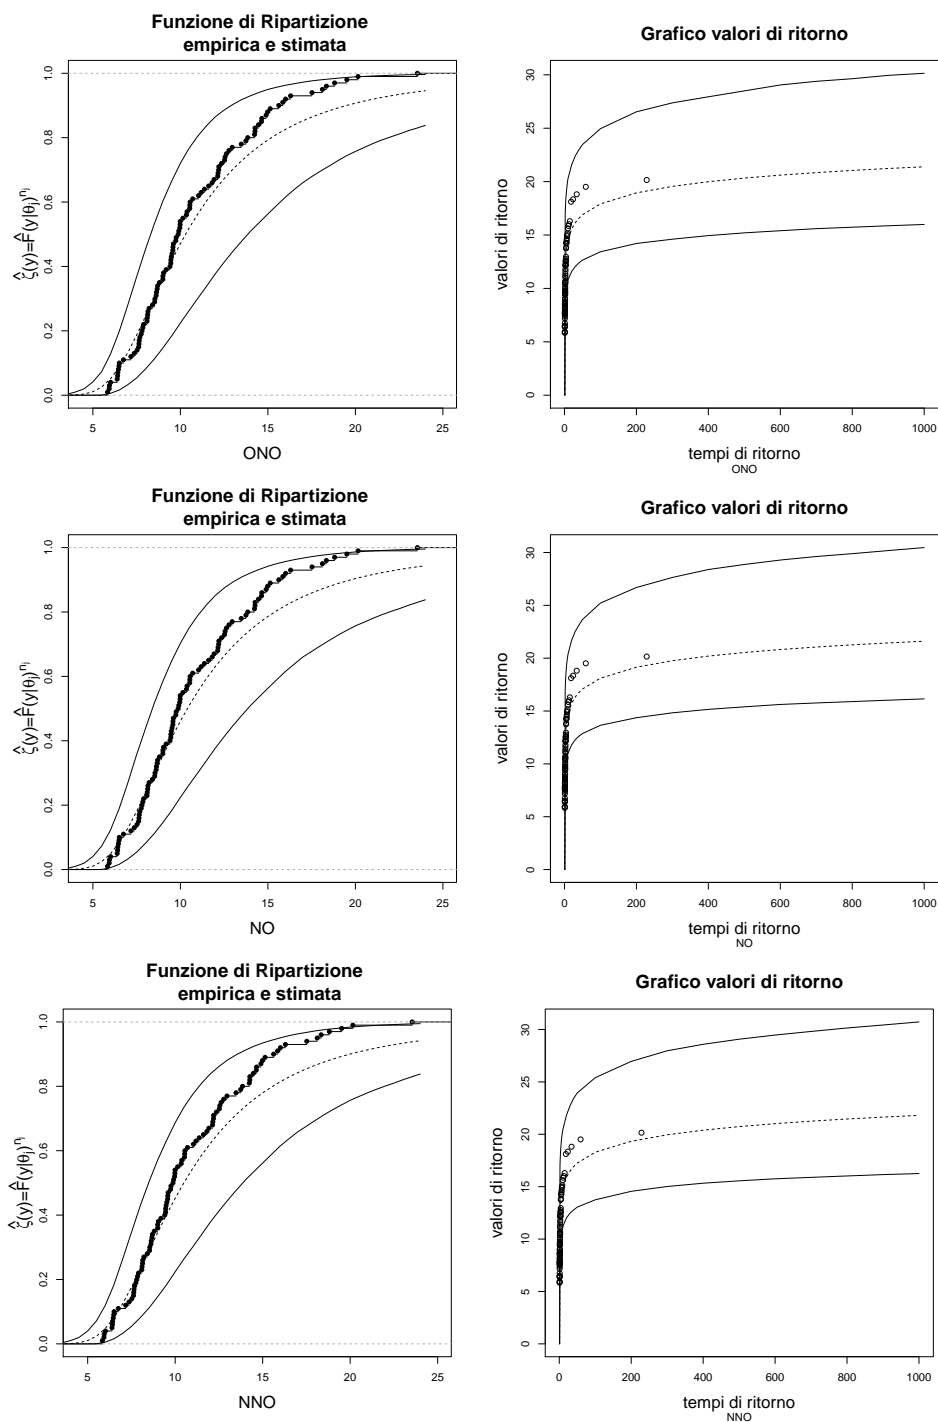 Funzione di Ripartizione
empirica e stimata
ζ̂(y)=F̂(y|θj)^nj
0.0 0.2 0.4 0.6 0.8 1.0
5 10 15 20 25
ONO
Grafico valori di ritorno
valori di ritorno
0 5 10 15 20 25 30
0 200 400 600 800 1000
tempi di ritorno
ONO
Funzione di Ripartizione
empirica e stimata
ζ̂(y)=F̂(y|θj)^nj
0.0 0.2 0.4 0.6 0.8 1.0
5 10 15 20 25
NO
Grafico valori di ritorno
valori di ritorno
0 5 10 15 20 25 30
0 200 400 600 800 1000
tempi di ritorno
NO
Funzione di Ripartizione
empirica e stimata
ζ̂(y)=F̂(y|θj)^nj
0.0 0.2 0.4 0.6 0.8 1.0
5 10 15 20 25
NNO
Grafico valori di ritorno
valori di ritorno
0 5 10 15 20 25 30
0 200 400 600 800 1000
tempi di ritorno
NNO